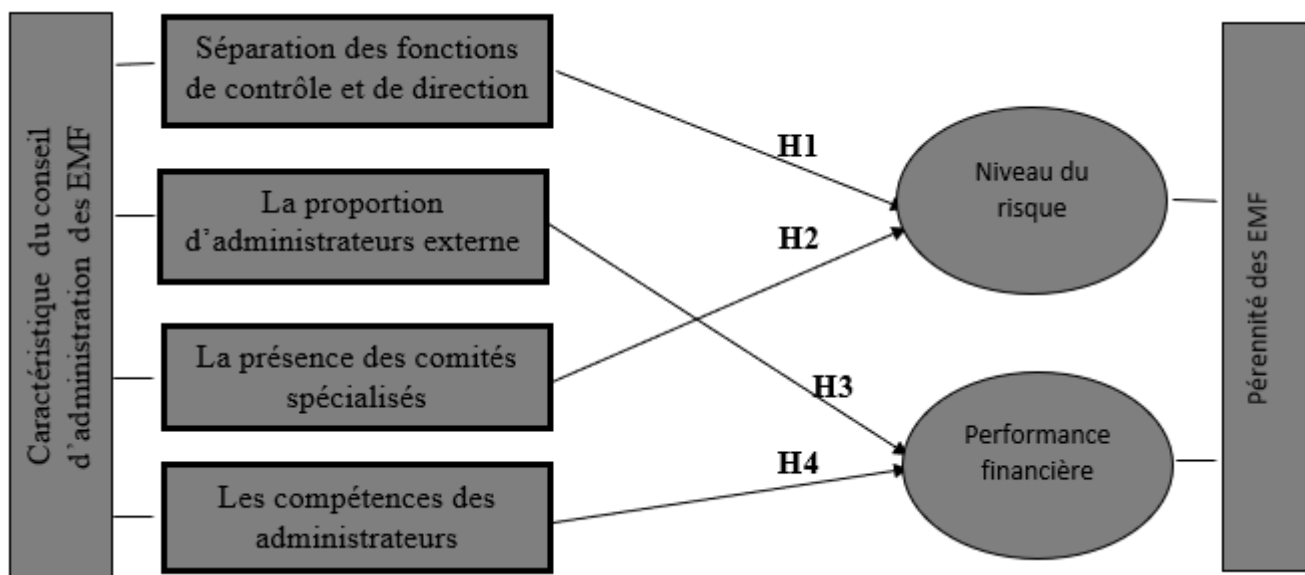 Caractéristique du conseil
d'administration des EMF
Séparation des fonctions
de contrôle et de direction
La proportion
d'administrateurs externe
La présence des comités
spécialisés
Les compétences des
administrateurs
H1
H2
H3
H4
Niveau du
risque
Performance
financière
Pérennité des EMF